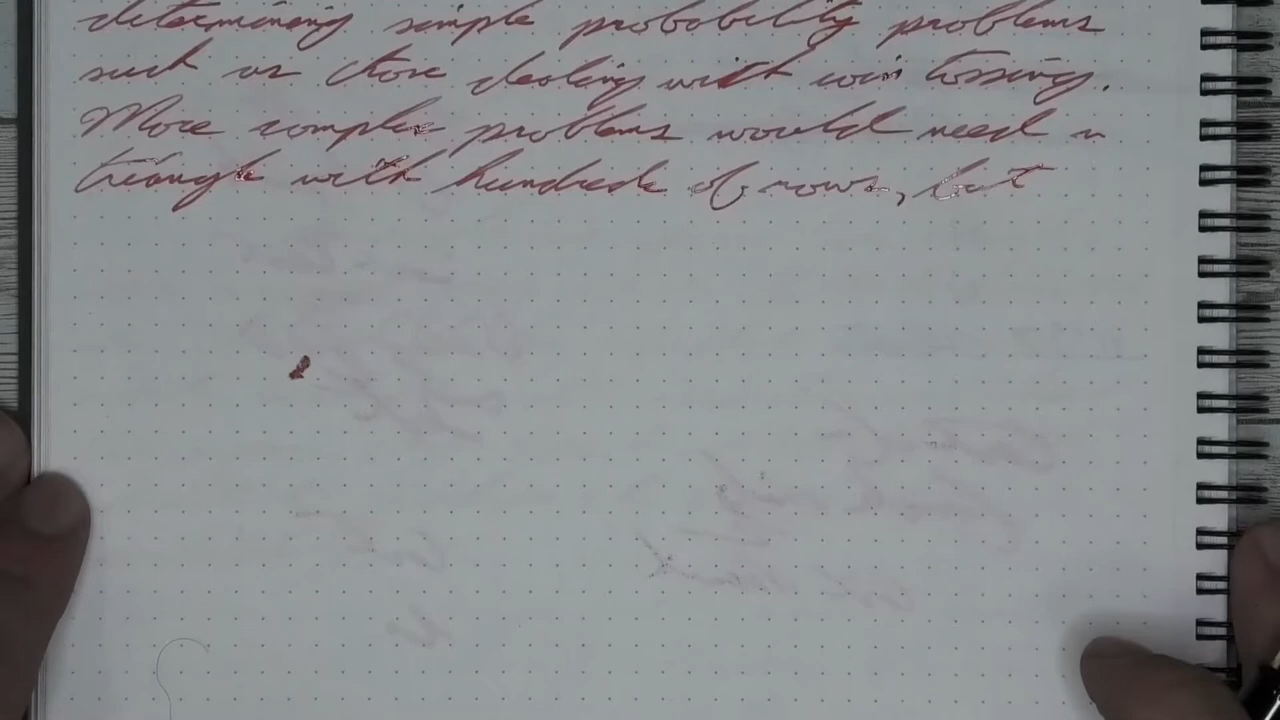 determining simple probability problems
such as those dealing with coin tossing.
More complex problems would need a
triangle with hundreds of rows, but